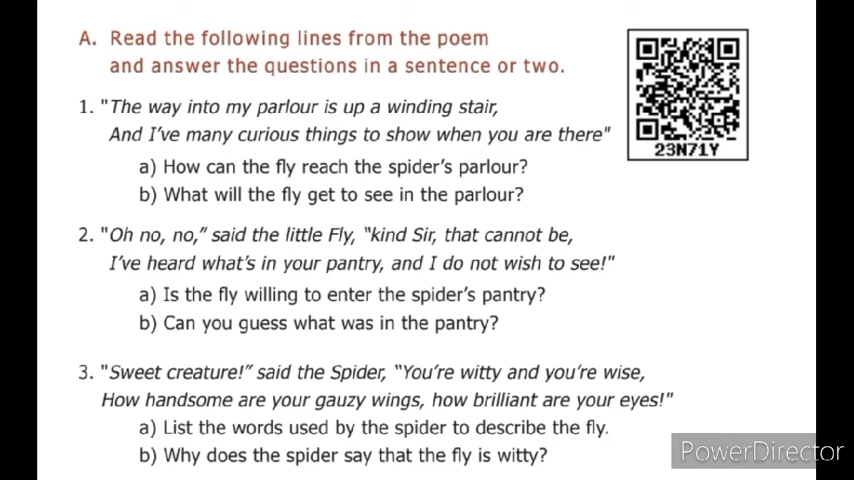 A. Read the following lines from the poem
and answer the questions in a sentence or two.
1. "The way into my parlour is up a winding stair,
And I've many curious things to show when you are there"
a) How can the fly reach the spider's parlour?
b) What will the fly get to see in the parlour?
23N71Y
2. "Oh no, no,” said the little Fly, “kind Sir, that cannot be,
I've heard what's in your pantry, and I do not wish to see!"
a) Is the fly willing to enter the spider's pantry?
b) Can you guess what was in the pantry?
3. "Sweet creature!” said the Spider, “You're witty and you're wise,
How handsome are your gauzy wings, how brilliant are your eyes!"
a) List the words used by the spider to describe the fly.
b) Why does the spider say that the fly is witty?
PowerDirector